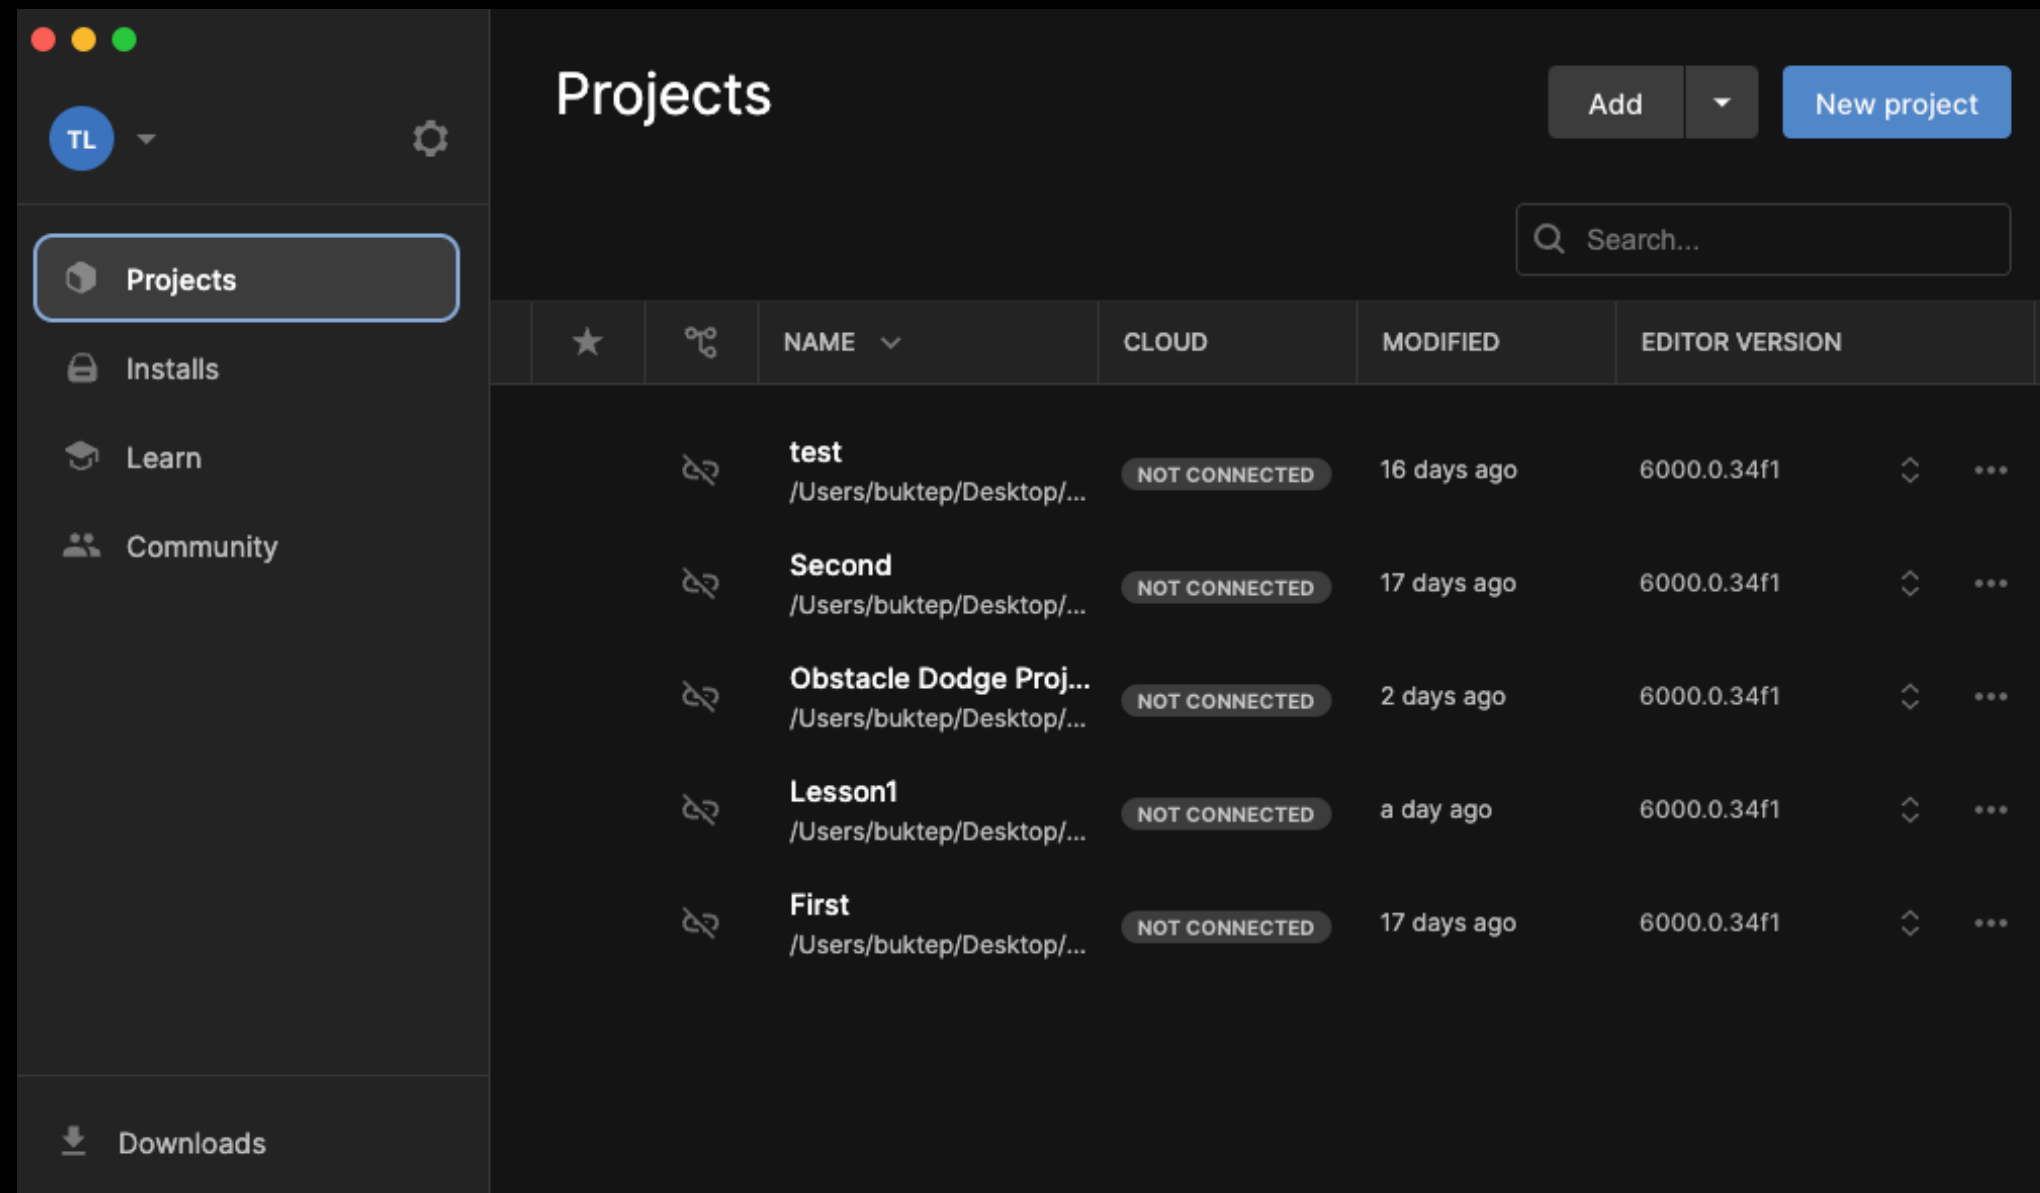 TL
Projects
Installs
Learn
Community
Downloads
Projects
Add
New project
Search...
NAME CLOUD MODIFIED EDITOR VERSION
test
/Users/buktep/Desktop/...
NOT CONNECTED 16 days ago 6000.0.34f1
Second
/Users/buktep/Desktop/...
NOT CONNECTED 17 days ago 6000.0.34f1
Obstacle Dodge Proj...
/Users/buktep/Desktop/...
NOT CONNECTED 2 days ago 6000.0.34f1
Lesson1
/Users/buktep/Desktop/...
NOT CONNECTED a day ago 6000.0.34f1
First
/Users/buktep/Desktop/...
NOT CONNECTED 17 days ago 6000.0.34f1